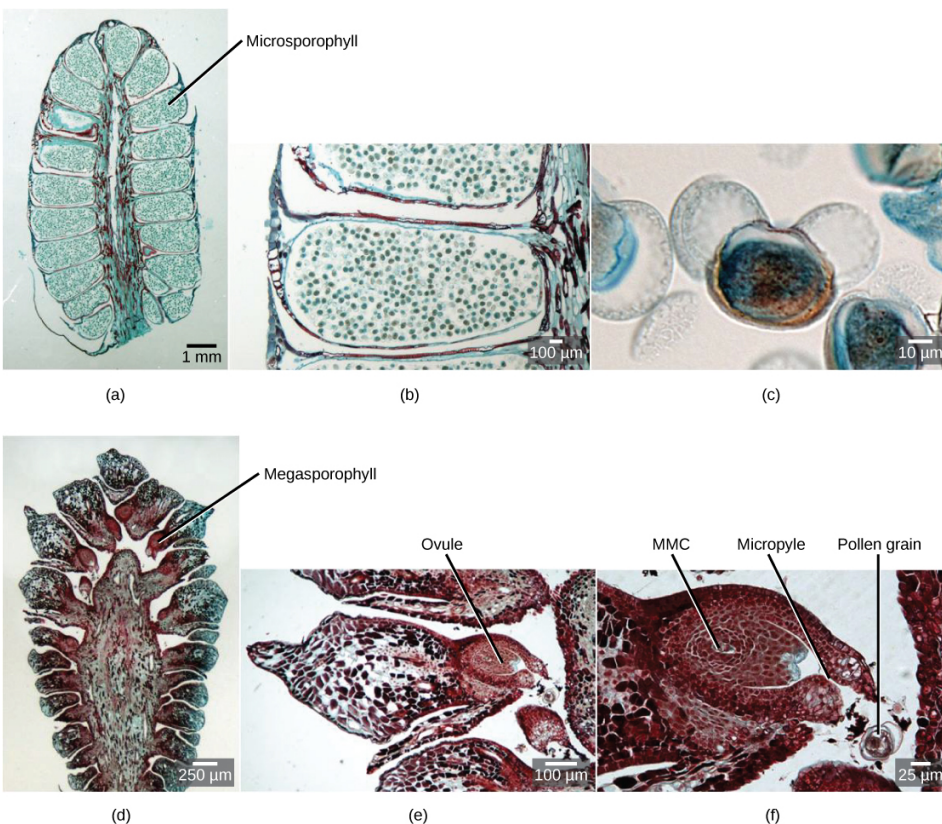 Microsporophyll
1 mm
100 µm
10 µm
(a)
(b)
(c)
Megasporophyll
Ovule
MMC
Micropyle
Pollen grain
250 µm
100 µm
25 µm
(d)
(e)
(f)